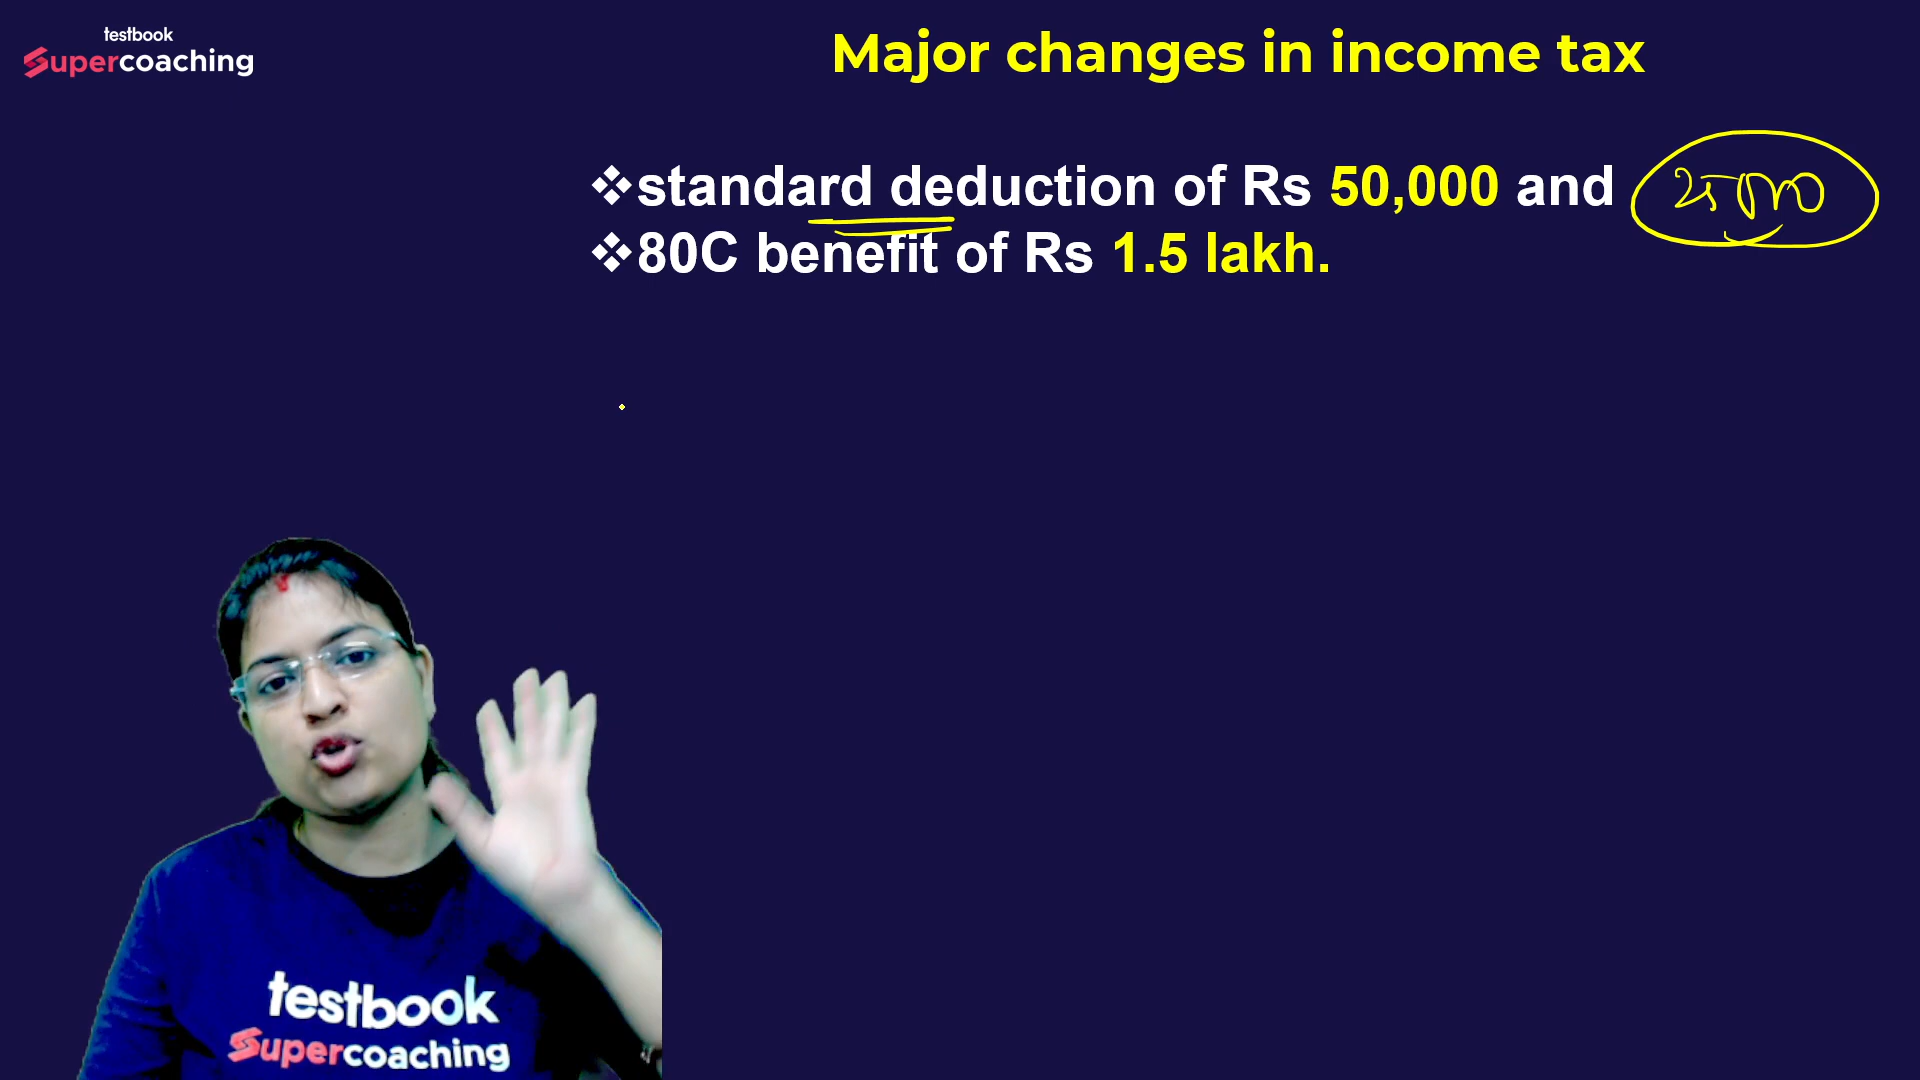 testbook
Supercoaching
Major changes in income tax
❖standard deduction of Rs 50,000 and
❖80C benefit of Rs 1.5 lakh.
testbook
Supercoaching